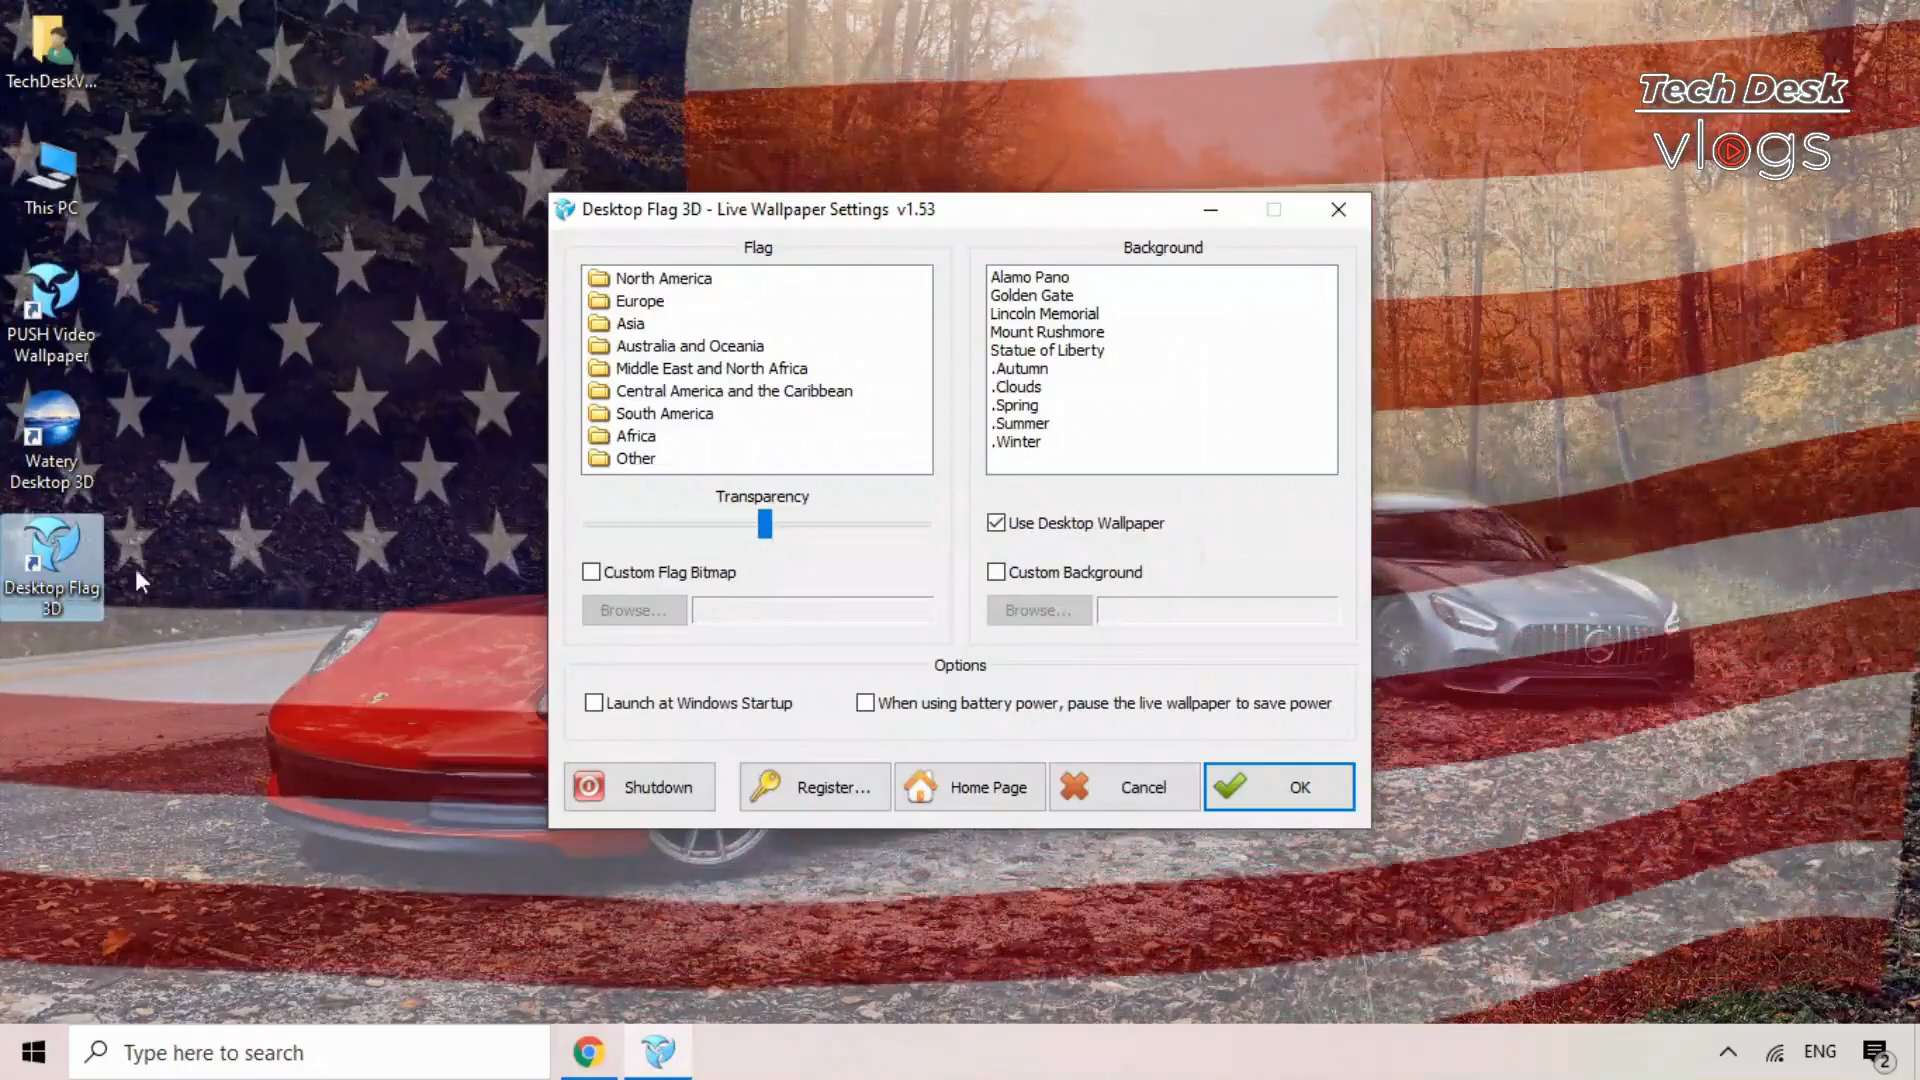 TechDeskV...
This PC
PUSH Video
Wallpaper
Watery
Desktop 3D
Desktop Flag
3D
Tech Desk
vlogs
Desktop Flag 3D - Live Wallpaper Settings v1.53
Flag
North America
Europe
Asia
Australia and Oceania
Middle East and North Africa
Central America and the Caribbean
South America
Africa
Other
Transparency
Custom Flag Bitmap
Browse...
Background
Alamo Pano
Golden Gate
Lincoln Memorial
Mount Rushmore
Statue of Liberty
.Autumn
.Clouds
.Spring
.Summer
.Winter
Use Desktop Wallpaper
Custom Background
Browse...
Options
Launch at Windows Startup
When using battery power, pause the live wallpaper to save power
Shutdown
Register...
Home Page
Cancel
OK
Type here to search
ENG
2